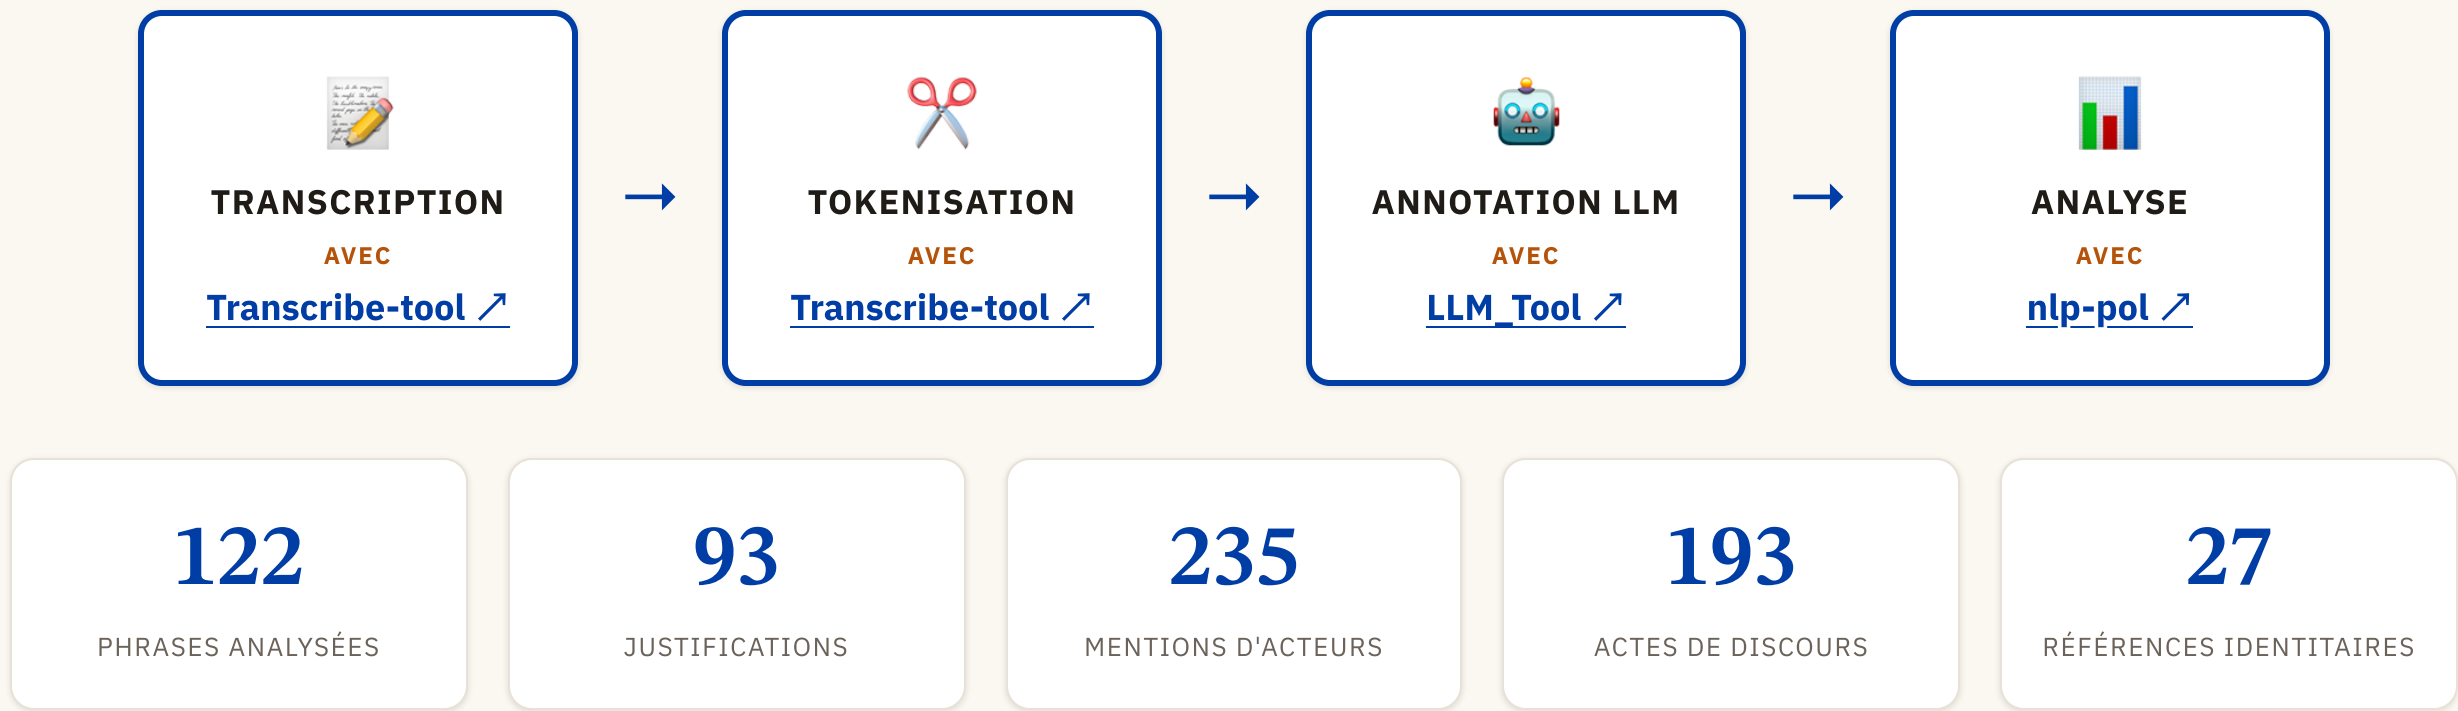 TRANSCRIPTION
AVEC
Transcribe-tool ↗
→
TOKENISATION
AVEC
Transcribe-tool ↗
→
ANNOTATION LLM
AVEC
LLM_Tool ↗
→
ANALYSE
AVEC
nlp-pol ↗
122
PHRASES ANALYSÉES
93
JUSTIFICATIONS
235
MENTIONS D'ACTEURS
193
ACTES DE DISCOURS
27
RÉFÉRENCES IDENTITAIRES